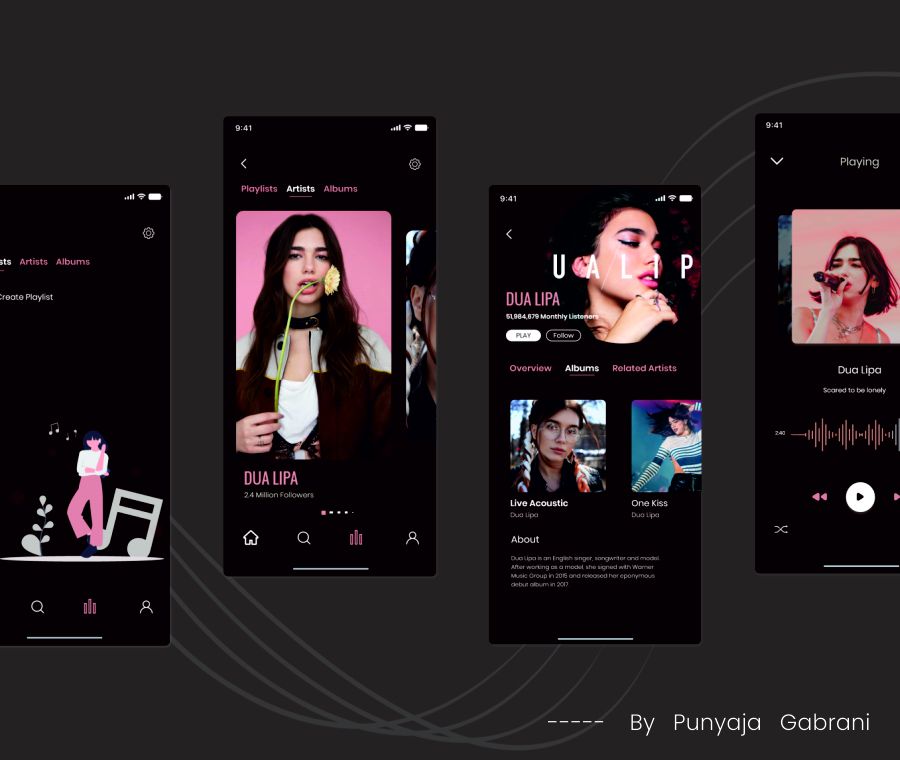 sts Artists Albums
Create Playlist
9:41
Playlists Artists Albums
DUA LIPA
2.4 Million Followers
9:41
UALIP
DUA LIPA
51,984,679 Monthly Listeners
PLAY Follow
Overview Albums Related Artists
Live Acoustic
Dua Lipa
One Kiss
Dua Lipa
About
Dua Lipa is an English singer, songwriter and model.
After working as a model, she signed with Warner
Music Group in 2015 and released her eponymous
debut album in 2017.
9:41
Playing
Dua Lipa
Scared to be lonely
2:40
----- By Punyaja Gabrani